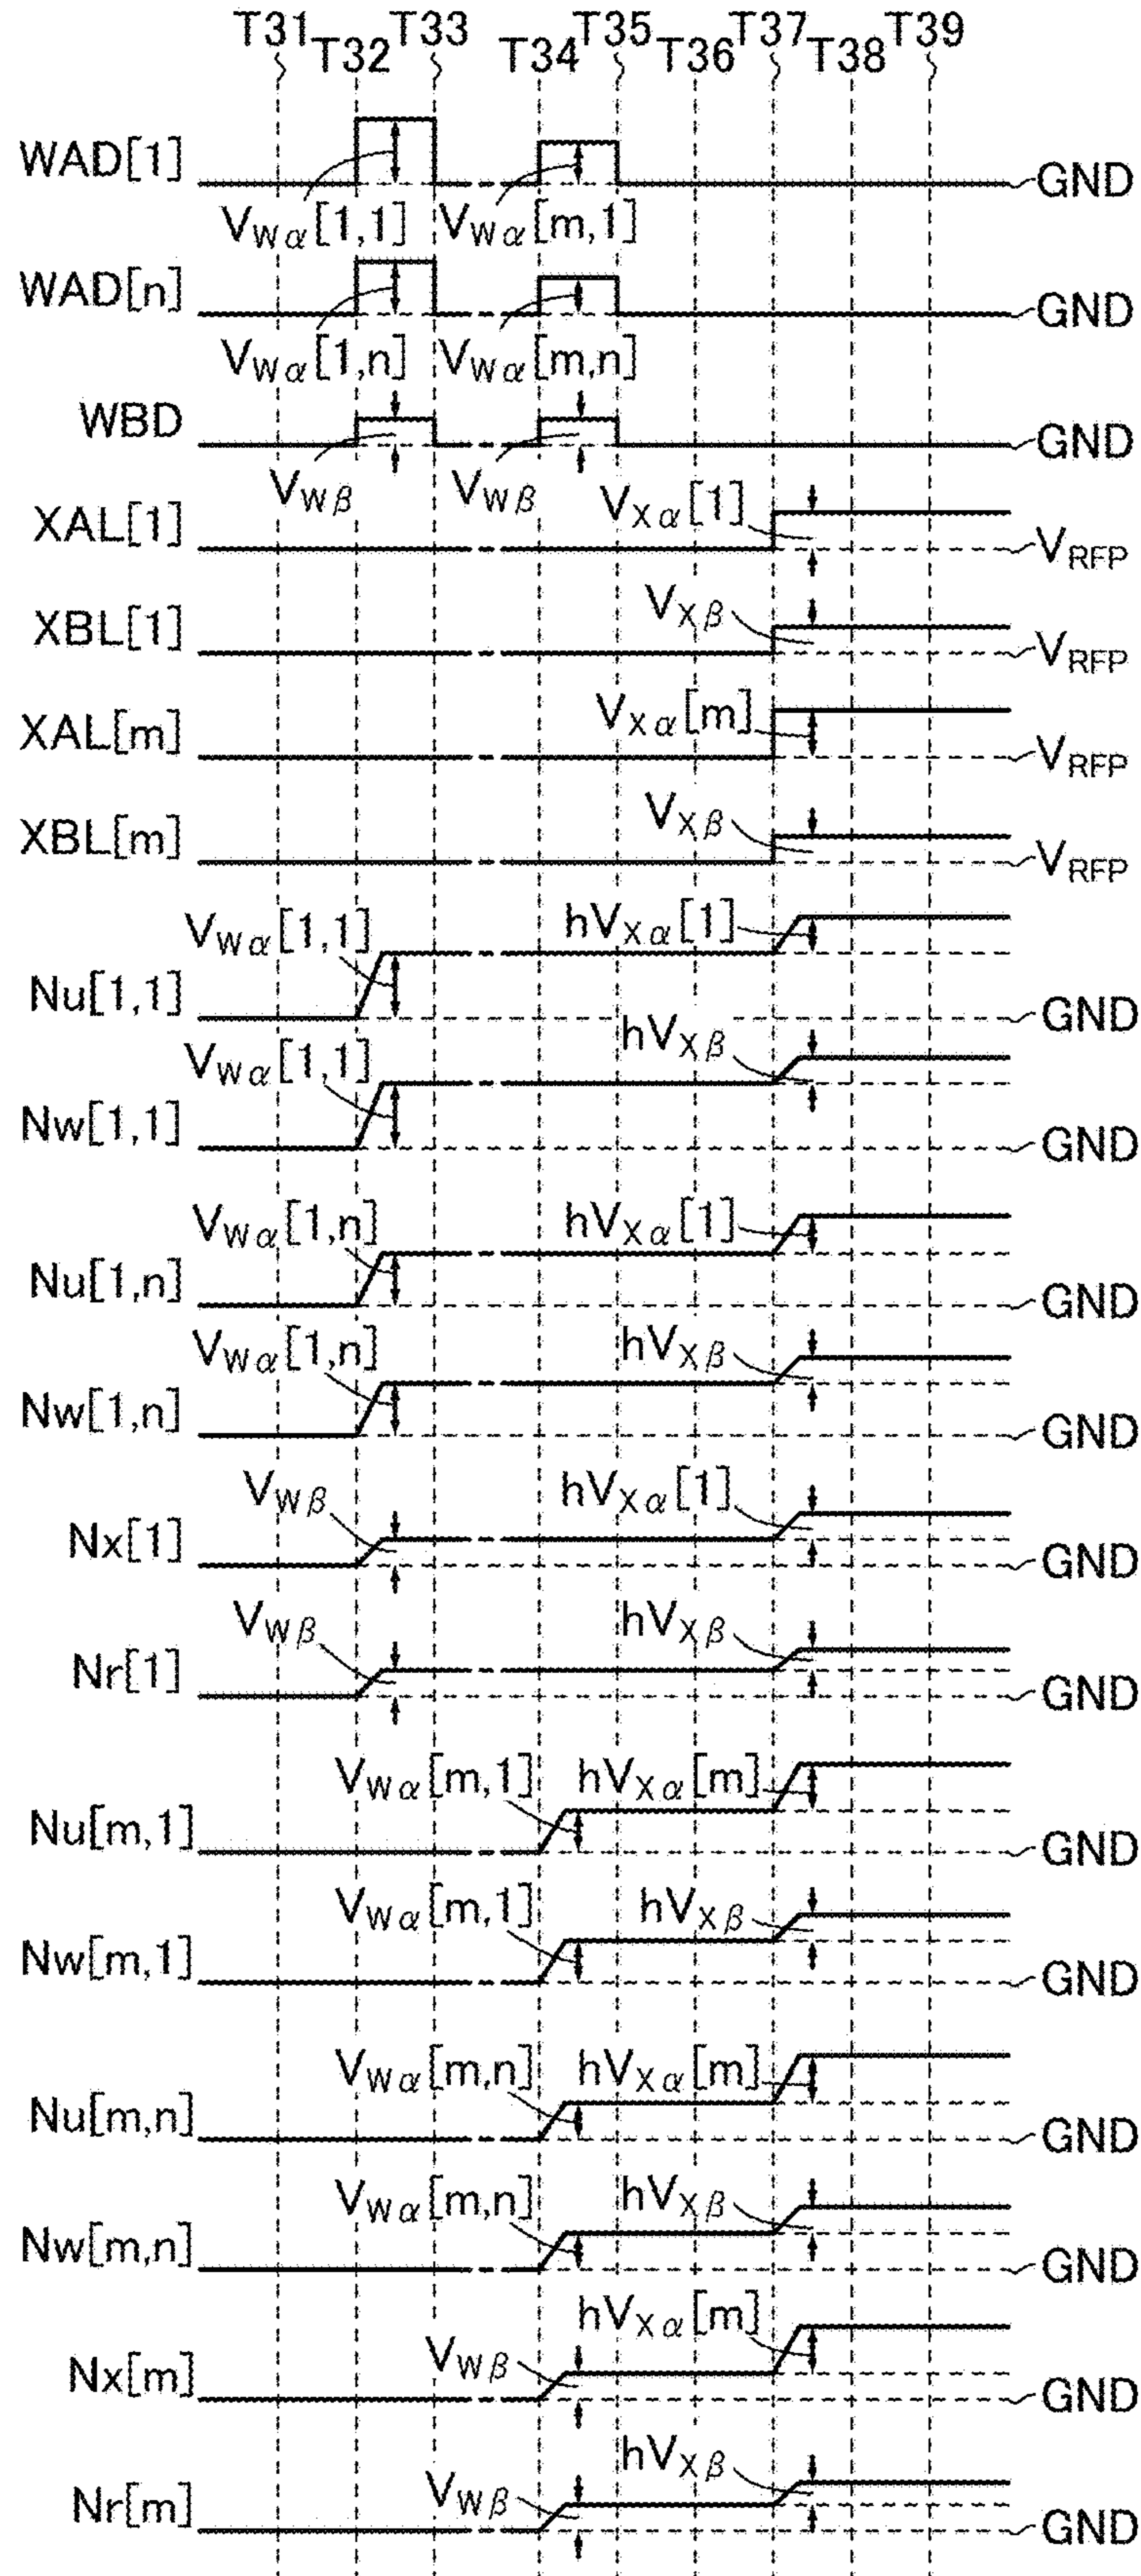 T31 T33 T35 T37 T39
T32 T34 T36 T38
WAD[1] GND
VWα[1,1] VWα[m,1]
WAD[n] GND
VWα[1,n] VWα[m,n]
WBD GND
VWβ VWβ VXα[1]
XAL[1] VRFP
VXβ
XBL[1] VRFP
VXα[m]
XAL[m] VRFP
VXβ
XBL[m] VRFP
VWα[1,1] hVXα[1]
Nu[1,1] GND
VWα[1,1] hVXβ
Nw[1,1] GND
VWα[1,n] hVXα[1]
Nu[1,n] GND
VWα[1,n] hVXβ
Nw[1,n] GND
VWβ hVXα[1]
Nx[1] GND
VWβ hVXβ
Nr[1] GND
VWα[m,1] hVXα[m]
Nu[m,1] GND
VWα[m,1] hVXβ
Nw[m,1] GND
VWα[m,n] hVXα[m]
Nu[m,n] GND
VWα[m,n] hVXβ
Nw[m,n] GND
hVXα[m]
VWβ
Nx[m] GND
VWβ hVXβ
Nr[m] GND